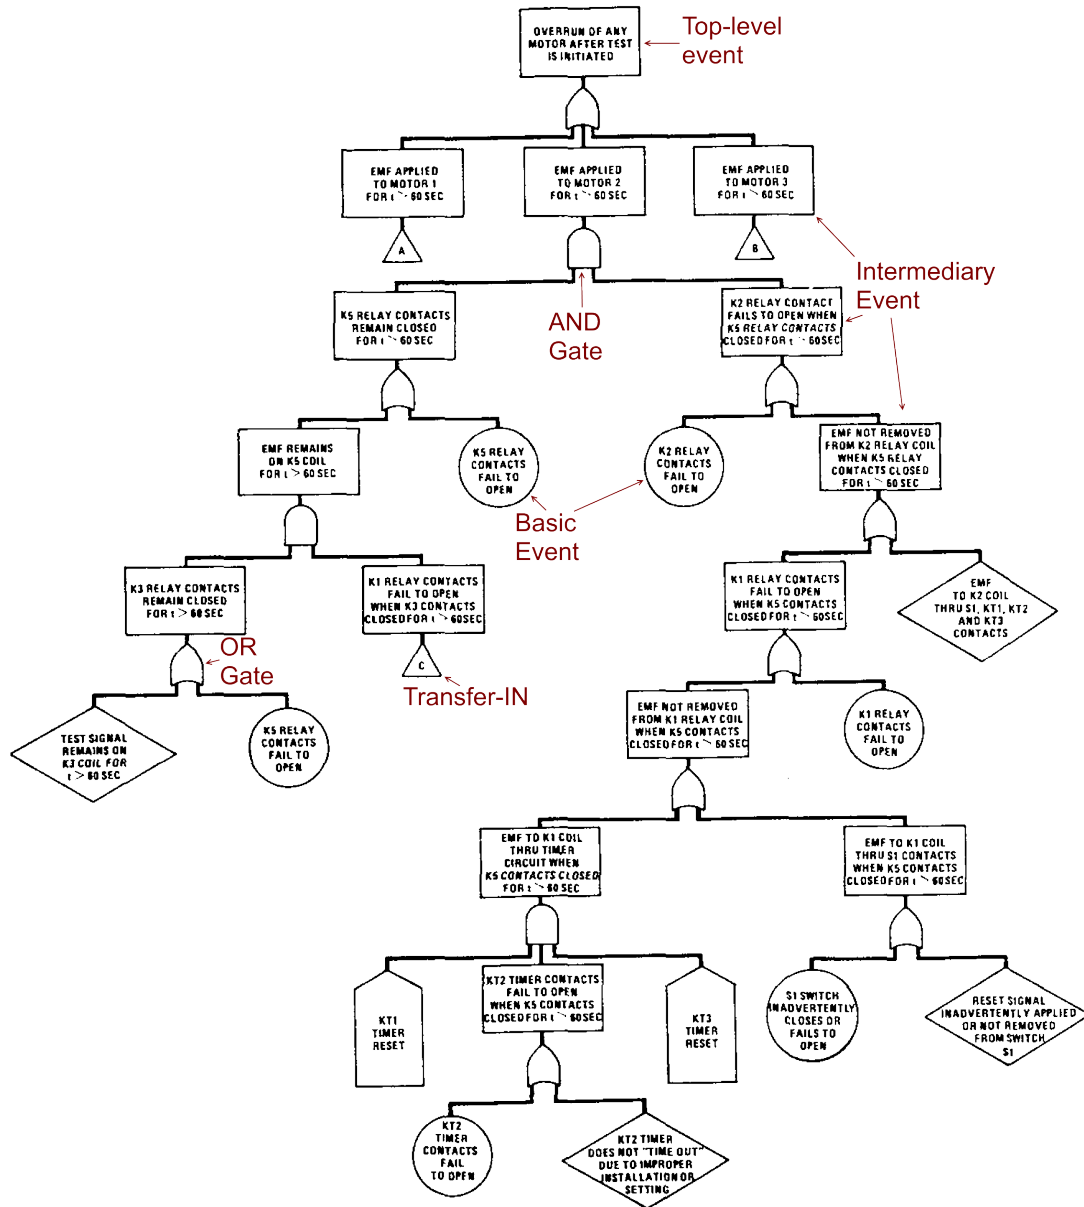 OVERRUN OF ANY
MOTOR AFTER TEST
IS INITIATED
Top-level
event
EMF APPLIED
TO MOTOR 1
FOR t > 60 SEC
EMF APPLIED
TO MOTOR 2
FOR t > 60 SEC
EMF APPLIED
TO MOTOR 3
FOR t > 60 SEC
A
B
Intermediary
Event
AND
Gate
K5 RELAY CONTACTS
REMAIN CLOSED
FOR t > 60 SEC
K2 RELAY CONTACT
FAILS TO OPEN WHEN
K5 RELAY CONTACTS
CLOSED FOR t > 60 SEC
EMF REMAINS
ON K5 COIL
FOR t > 60 SEC
K5 RELAY
CONTACTS
FAIL TO
OPEN
K2 RELAY
CONTACTS
FAIL TO
OPEN
EMF NOT REMOVED
FROM K2 RELAY COIL
WHEN K5 RELAY
CONTACTS CLOSED
FOR t > 60 SEC
Basic
Event
K3 RELAY CONTACTS
REMAIN CLOSED
FOR t > 60 SEC
K1 RELAY CONTACTS
FAIL TO OPEN
WHEN K3 CONTACTS
CLOSED FOR t > 60 SEC
K1 RELAY CONTACTS
FAIL TO OPEN
WHEN K5 CONTACTS
CLOSED FOR t > 60 SEC
EMF
TO K2 COIL
THRU S1, KT1, KT2
AND KT3
CONTACTS
OR
Gate
C
Transfer-IN
TEST SIGNAL
REMAINS ON
K3 COIL FOR
t > 60 SEC
K5 RELAY
CONTACTS
FAIL TO
OPEN
EMF NOT REMOVED
FROM K1 RELAY COIL
WHEN K5 CONTACTS
CLOSED FOR t > 60 SEC
K1 RELAY
CONTACTS
FAIL TO
OPEN
EMF TO K1 COIL
THRU TIMER
CIRCUIT WHEN
K5 CONTACTS CLOSED
FOR t > 60 SEC
EMF TO K1 COIL
THRU S1 CONTACTS
WHEN K5 CONTACTS
CLOSED FOR t > 60 SEC
KT1
TIMER
RESET
KT2 TIMER CONTACTS
FAIL TO OPEN
WHEN K5 CONTACTS
CLOSED FOR t > 60 SEC
KT3
TIMER
RESET
S1 SWITCH
INADVERTENTLY
CLOSES OR
FAILS TO
OPEN
RESET SIGNAL
INADVERTENTLY APPLIED
OR NOT REMOVED
FROM SWITCH
S1
KT2
TIMER
CONTACTS
FAIL
TO OPEN
KT2 TIMER
DOES NOT "TIME OUT"
DUE TO IMPROPER
INSTALLATION OR
SETTING